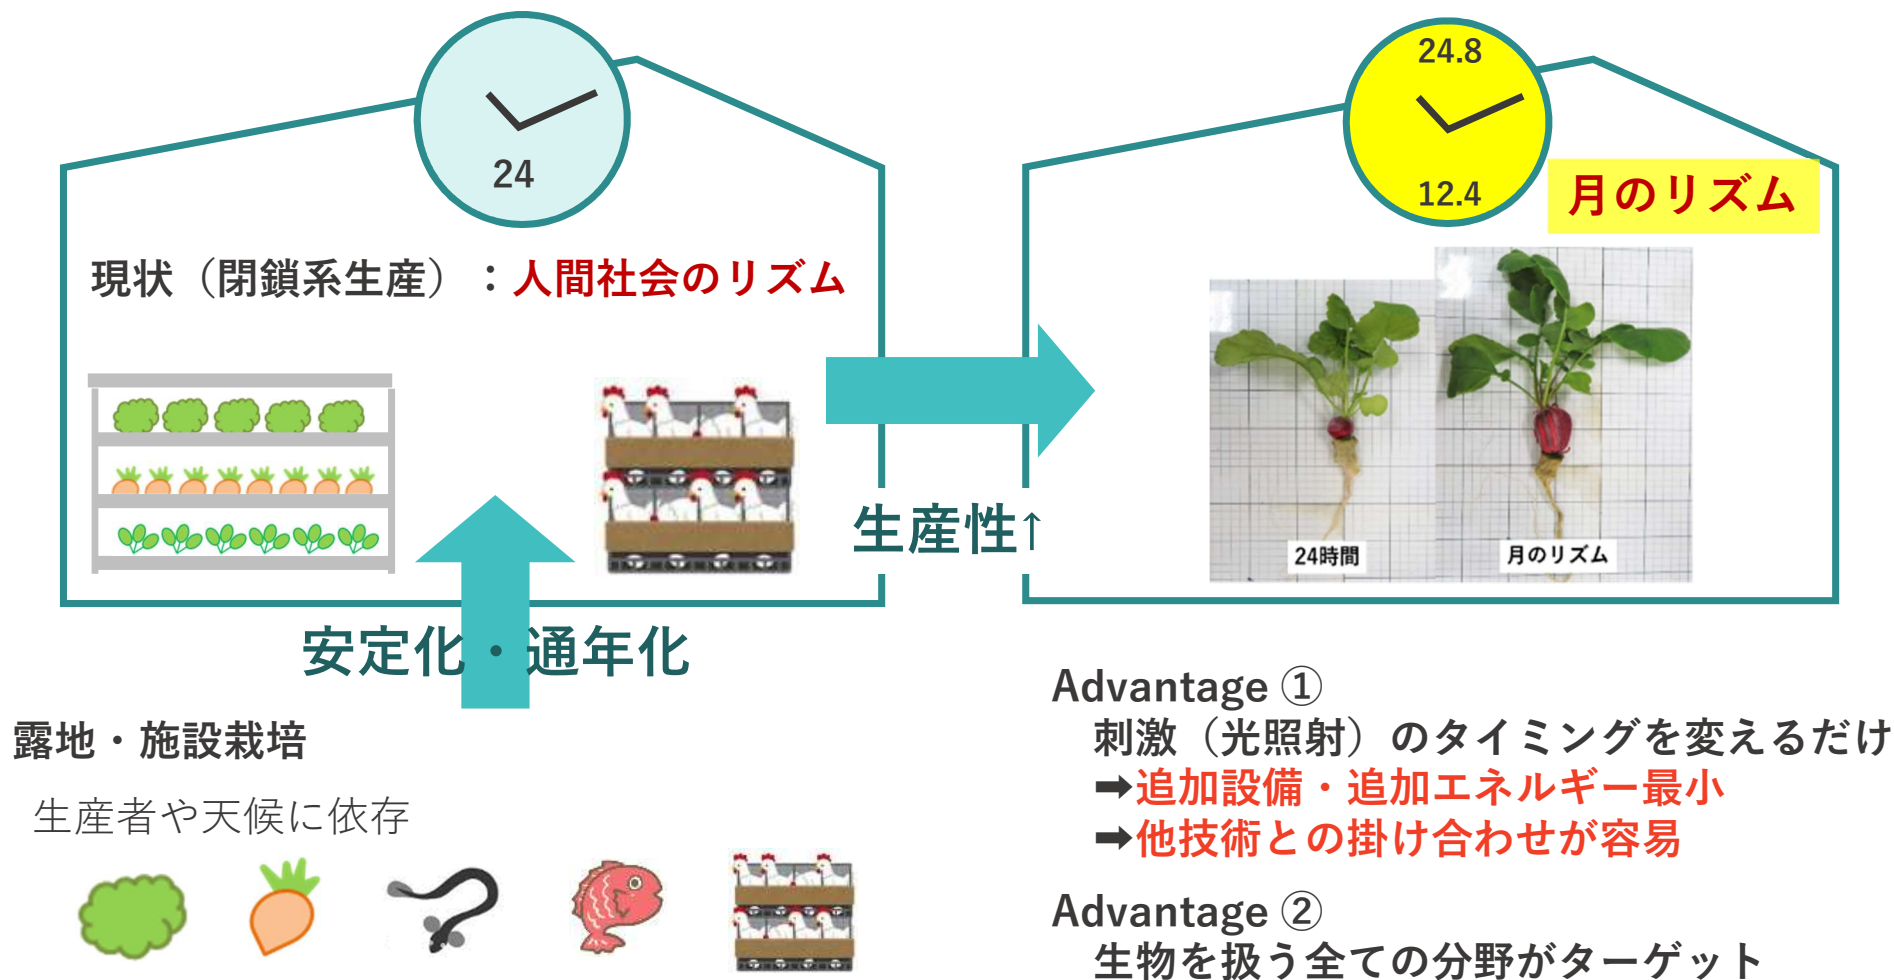 24
現状（閉鎖系生産）：人間社会のリズム
安定化・通年化
露地・施設栽培
生産者や天候に依存
生産性↑
24.8
12.4
月のリズム
24時間
月のリズム
Advantage ①
刺激（光照射）のタイミングを変えるだけ
➡追加設備・追加エネルギー最小
➡他技術との掛け合わせが容易
Advantage ②
生物を扱う全ての分野がターゲット